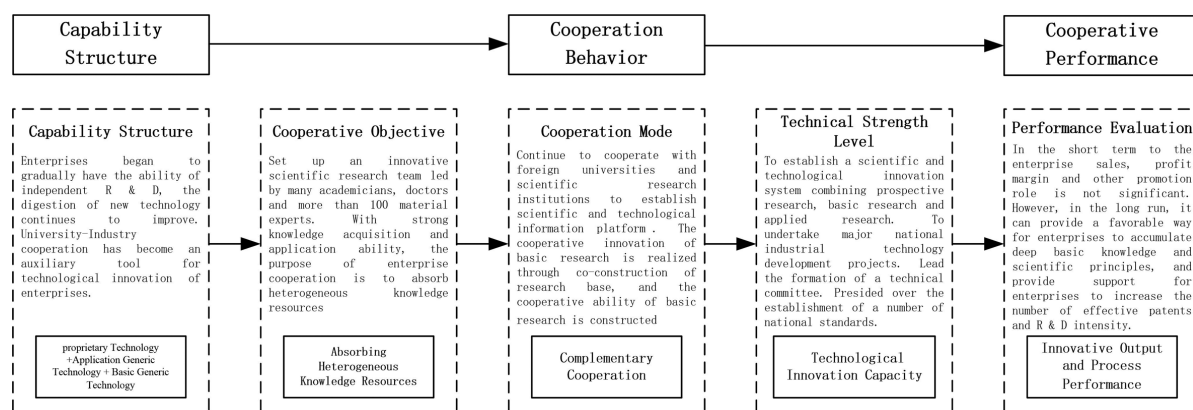 Capability
Structure
Cooperation
Behavior
Cooperative
Performance
Capability Structure
Enterprises began to
gradually have the ability of
independent R & D, the
digestion of new technology
continues to improve.
University-Industry
cooperation has become an
auxiliary tool for
technological innovation of
enterprises.
proprietary Technology
+Application Generic
Technology + Basic Generic
Technology
Cooperative Objective
Set up an innovative
scientific research team led
by many academicians, doctors
and more than 100 material
experts. With strong
knowledge acquisition and
application ability, the
purpose of enterprise
cooperation is to absorb
heterogeneous knowledge
resources
Absorbing
Heterogeneous
Knowledge Resources
Cooperation Mode
Continue to cooperate with
foreign universities and
scientific research
institutions to establish
scientific and technological
information platform . The
cooperative innovation of
basic research is realized
through co-construction of
research base, and the
cooperative ability of basic
research is constructed
Complementary
Cooperation
Technical Strength
Level
To establish a scientific and
technological innovation
system combining prospective
research, basic research and
applied research. To
undertake major national
industrial technology
development projects. Lead
the formation of a technical
committee. Presided over the
establishment of a number of
national standards.
Technological
Innovation Capacity
Performance Evaluation
In the short term to the
enterprise sales, profit
margin and other promotion
role is not significant.
However, in the long run, it
can provide a favorable way
for enterprises to accumulate
deep basic knowledge and
scientific principles, and
provide support for
enterprises to increase the
number of effective patents
and R & D intensity.
Innovative Output
and Process
Performance